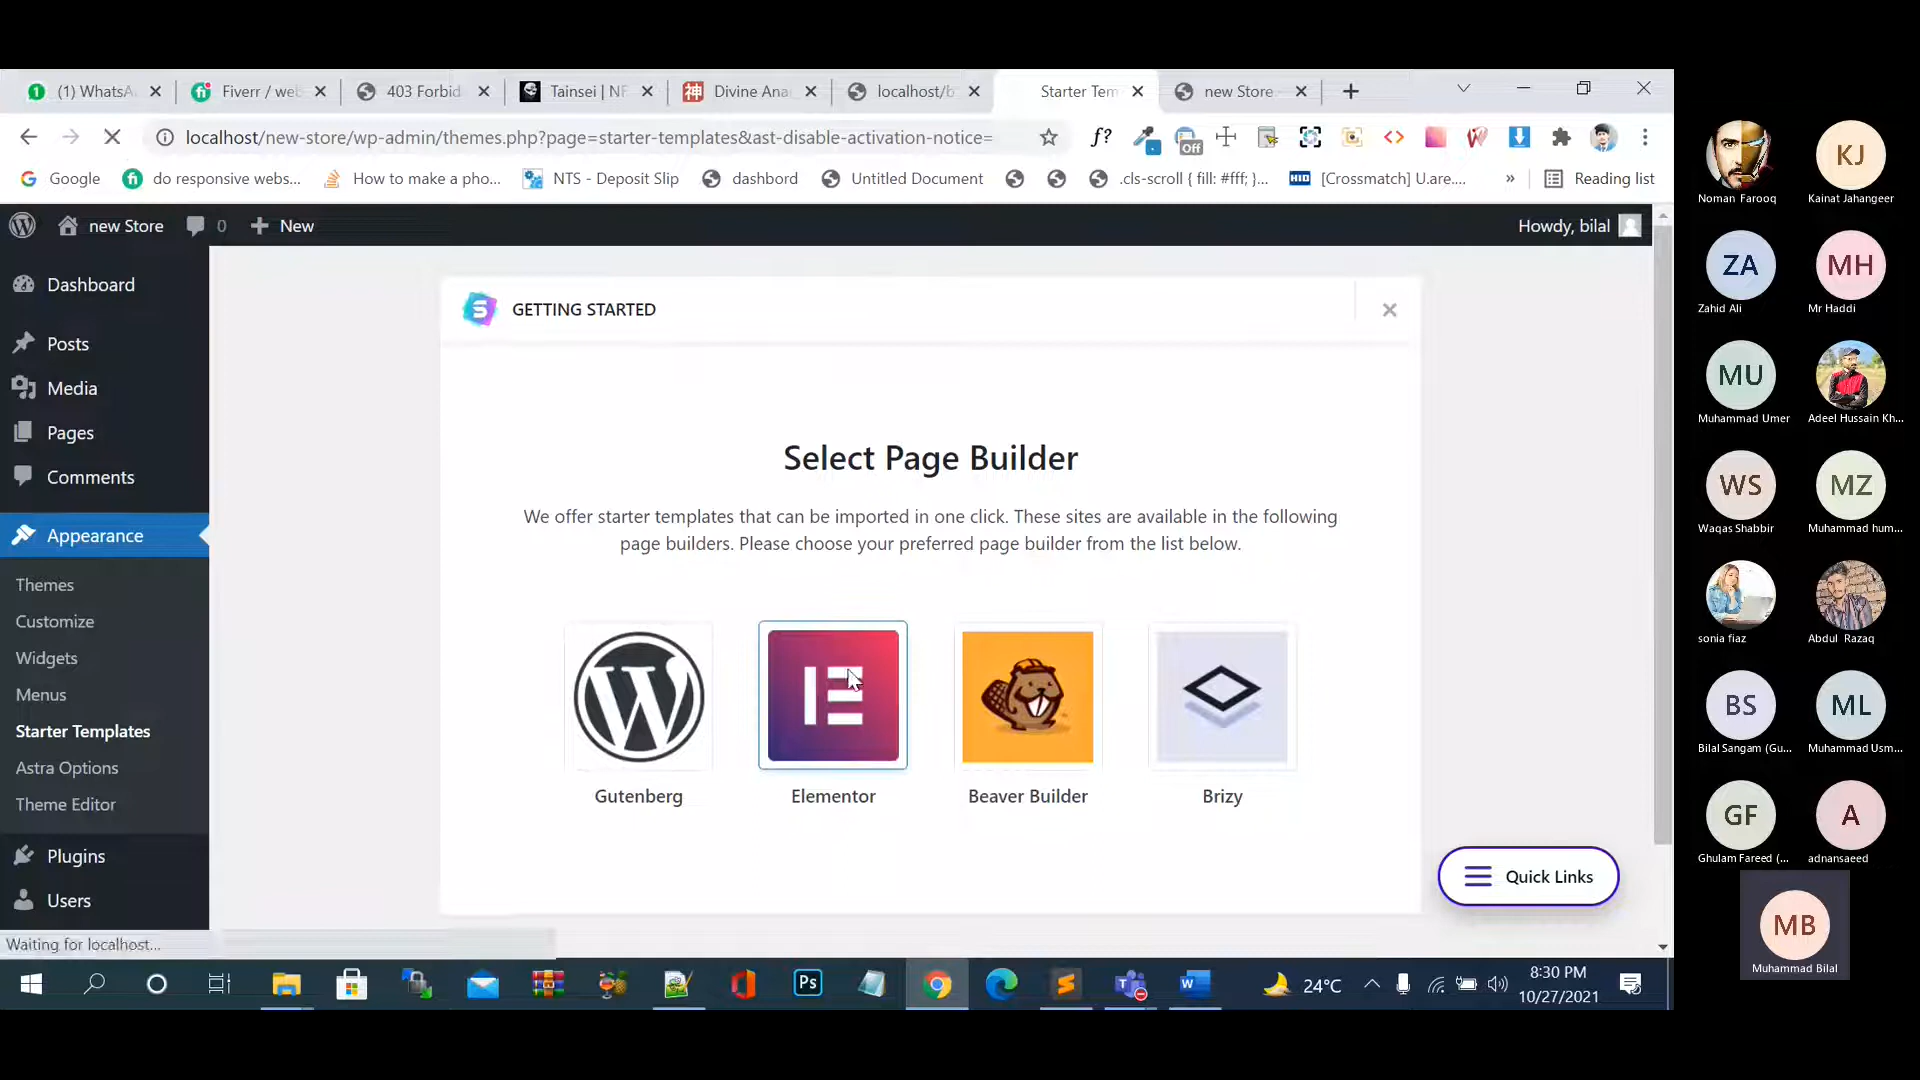 (1) WhatsA
Fiverr / web
403 Forbid
Tainsei | NF
Divine Ana
localhost/b
Starter Tem
new Store
localhost/new-store/wp-admin/themes.php?page=starter-templates&ast-disable-activation-notice=
f?
Off
Google
do responsive webs...
How to make a pho...
NTS - Deposit Slip
dashbord
Untitled Document
.cls-scroll { fill: #fff; }...
HID
[Crossmatch] U.are....
»
Reading list
new Store
0
New
Howdy, bilal
Dashboard
Posts
Media
Pages
Comments
Appearance
Themes
Customize
Widgets
Menus
Starter Templates
Astra Options
Theme Editor
Plugins
Users
Waiting for localhost...
GETTING STARTED
Select Page Builder
We offer starter templates that can be imported in one click. These sites are available in the following
page builders. Please choose your preferred page builder from the list below.
Gutenberg
Elementor
Beaver Builder
Brizy
Quick Links
Ps
24°C
8:30 PM
10/27/2021
Noman Farooq
KJ
Kainat Jahangeer
ZA
Zahid Ali
MH
Mr Haddi
MU
Muhammad Umer
Adeel Hussain Kh...
WS
Waqas Shabbir
MZ
Muhammad hum...
sonia fiaz
Abdul Razaq
BS
Bilal Sangam (Gu...
ML
Muhammad Usm...
GF
Ghulam Fareed (...
A
adnansaeed
MB
Muhammad Bilal